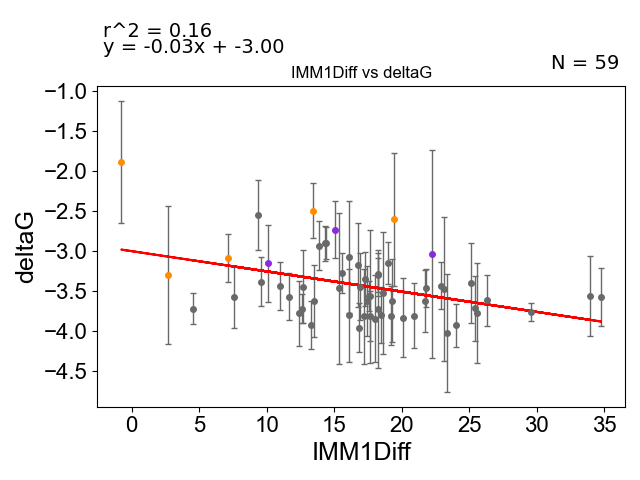 r^2 = 0.16
y = -0.03x + -3.00
N = 59
IMM1Diff vs deltaG
−1.0
−1.5
−2.0
−2.5
−3.0
−3.5
−4.0
−4.5
deltaG
0 5 10 15 20 25 30 35
IMM1Diff